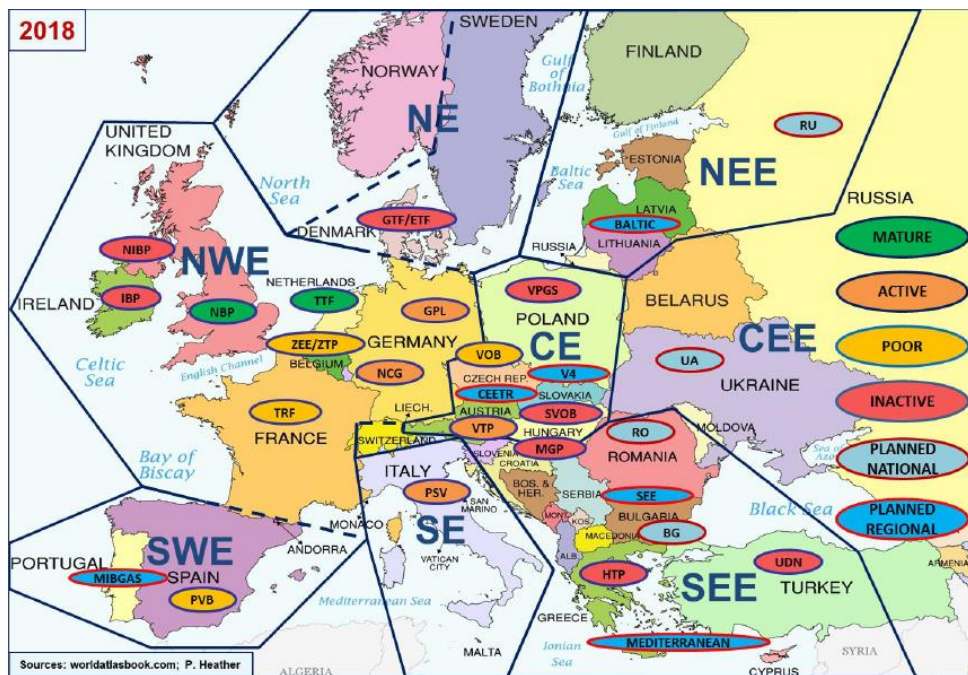 2018
SWEDEN
FINLAND
NORWAY
Gulf
of
Bothnia
NE
RU
UNITED
KINGDOM
Gulf of Finland
ESTONIA
NEE
North
Sea
Baltic
Sea
RUSSIA
LATVIA
GTF/ETF
BALTIC
DENMARK
LITHUANIA
MATURE
NIBP
NWE
RUSSIA
NETHERLANDS
VPGS
BELARUS
IRELAND
IBP
TTF
ACTIVE
NBP
GPL
POLAND
ZEE/ZTP
GERMANY
VOB
CE
CEE
POOR
Celtic
Sea
English Channel
BELGIUM
NCG
CZECH REP.
V4
UA
UKRAINE
CEETR
SLOVAKIA
INACTIVE
TRF
FRANCE
LIECH.
AUSTRIA
SVOB
VTP
HUNGARY
RO
MOLDOVA
SWITZERLAND
MGP
ROMANIA
Sea of
Azov
PLANNED
NATIONAL
Bay of
Biscay
ITALY
SLOVENIA
CROATIA
BOS. &
HER.
SERBIA
SEE
PSV
SAN
MARINO
Black Sea
PLANNED
REGIONAL
MONACO
SE
MONT.
KOS.
BULGARIA
BG
MACEDONIA
PORTUGAL
SWE
ANDORRA
VATICAN
CITY
ALB.
ARMENIA
MIBGAS
SPAIN
HTP
SEE
UDN
TURKEY
PVB
Mediterranean Sea
GREECE
MEDITERRANEAN
Ionian
Sea
SYRIA
MALTA
CYPRUS
Sources: worldatlasbook.com; P. Heather
ALGERIA